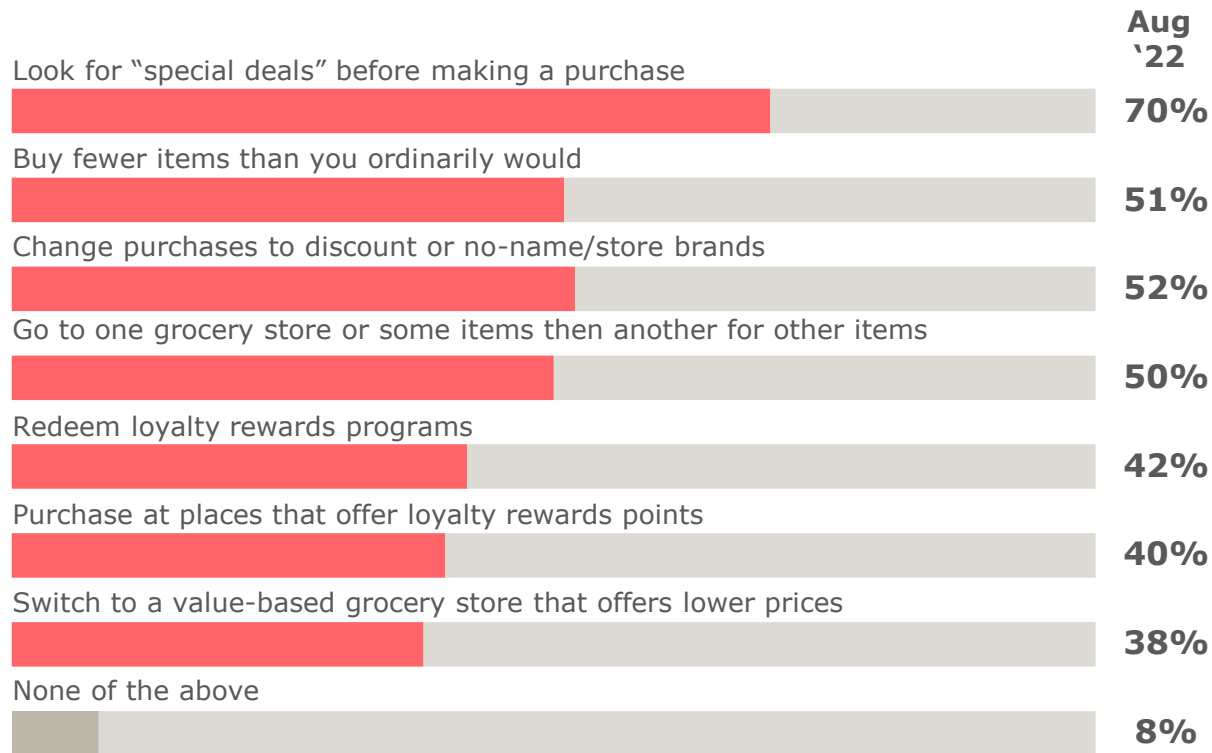 Aug
‘22
Look for “special deals” before making a purchase
70%
Buy fewer items than you ordinarily would
51%
Change purchases to discount or no-name/store brands
52%
Go to one grocery store or some items then another for other items
50%
Redeem loyalty rewards programs
42%
Purchase at places that offer loyalty rewards points
40%
Switch to a value-based grocery store that offers lower prices
38%
None of the above
8%